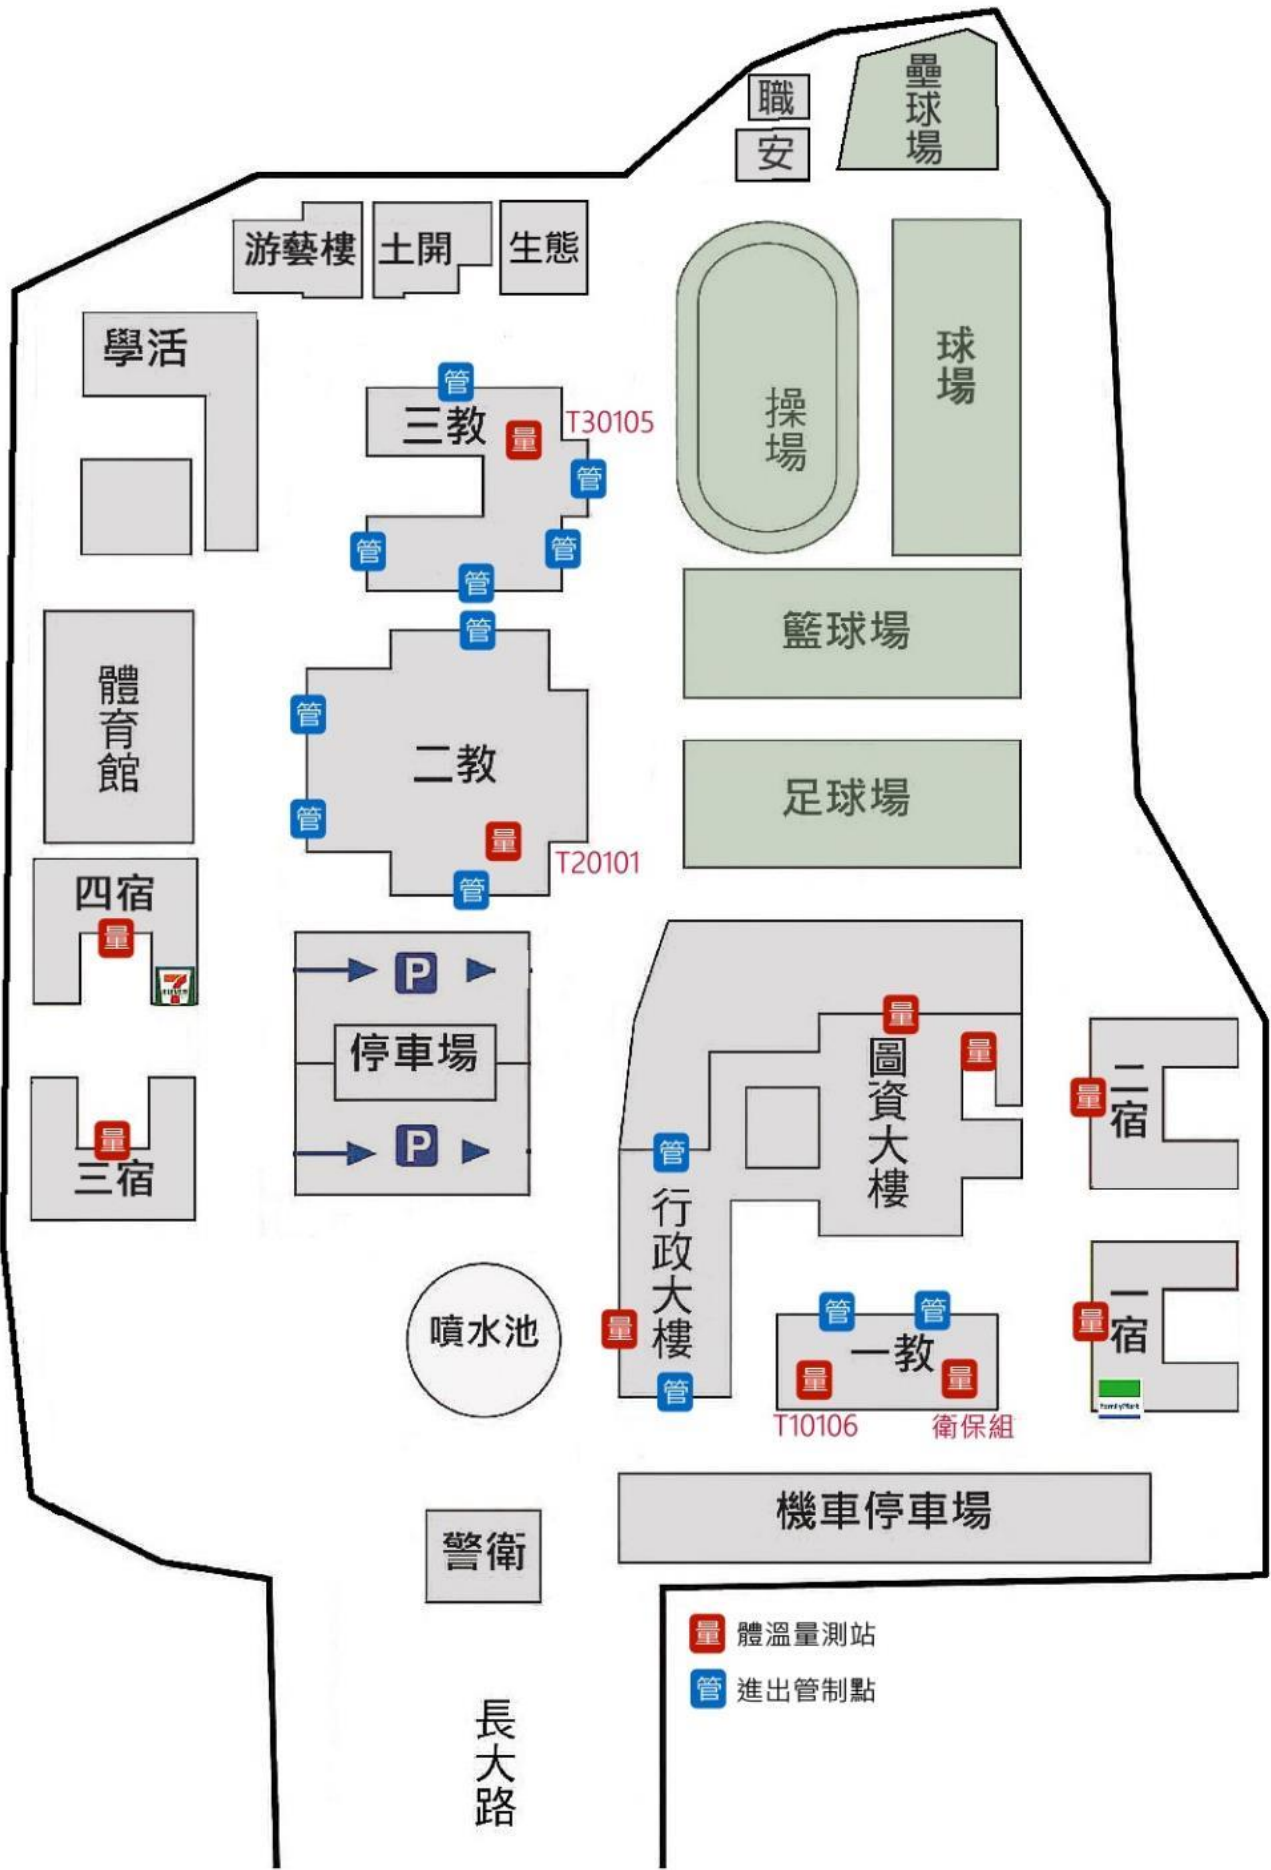 壘球場
職
安
游藝樓
土開
生態
學活
球場
操場
管
三教
量
T30105
管
管
管
管
管
籃球場
體育館
管
二教
管
量
T20101
管
足球場
四宿
量
7
ELEVEN
P
停車場
P
量
三宿
量
圖資大樓
量
量
二宿
管
行政大樓
量
管
噴水池
管
管
一教
量
量
T10106
衛保組
量
一宿
FamilyMart
機車停車場
警衛
量 體溫量測站
管 進出管制點
長大路